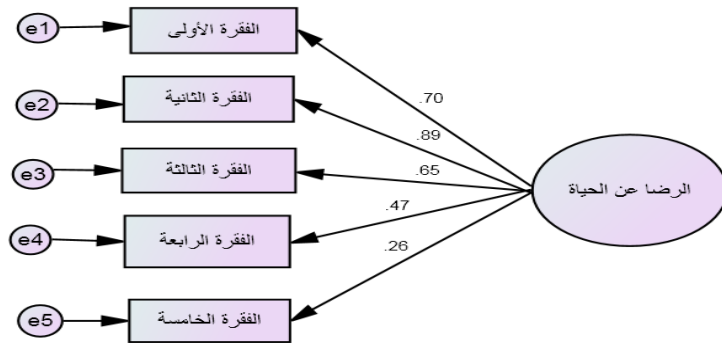 e1
الفقرة الأولى
e2
الفقرة الثانية
e3
الفقرة الثالثة
e4
الفقرة الرابعة
e5
الفقرة الخامسة
.70
.89
.65
.47
.26
الرضا عن الحياة